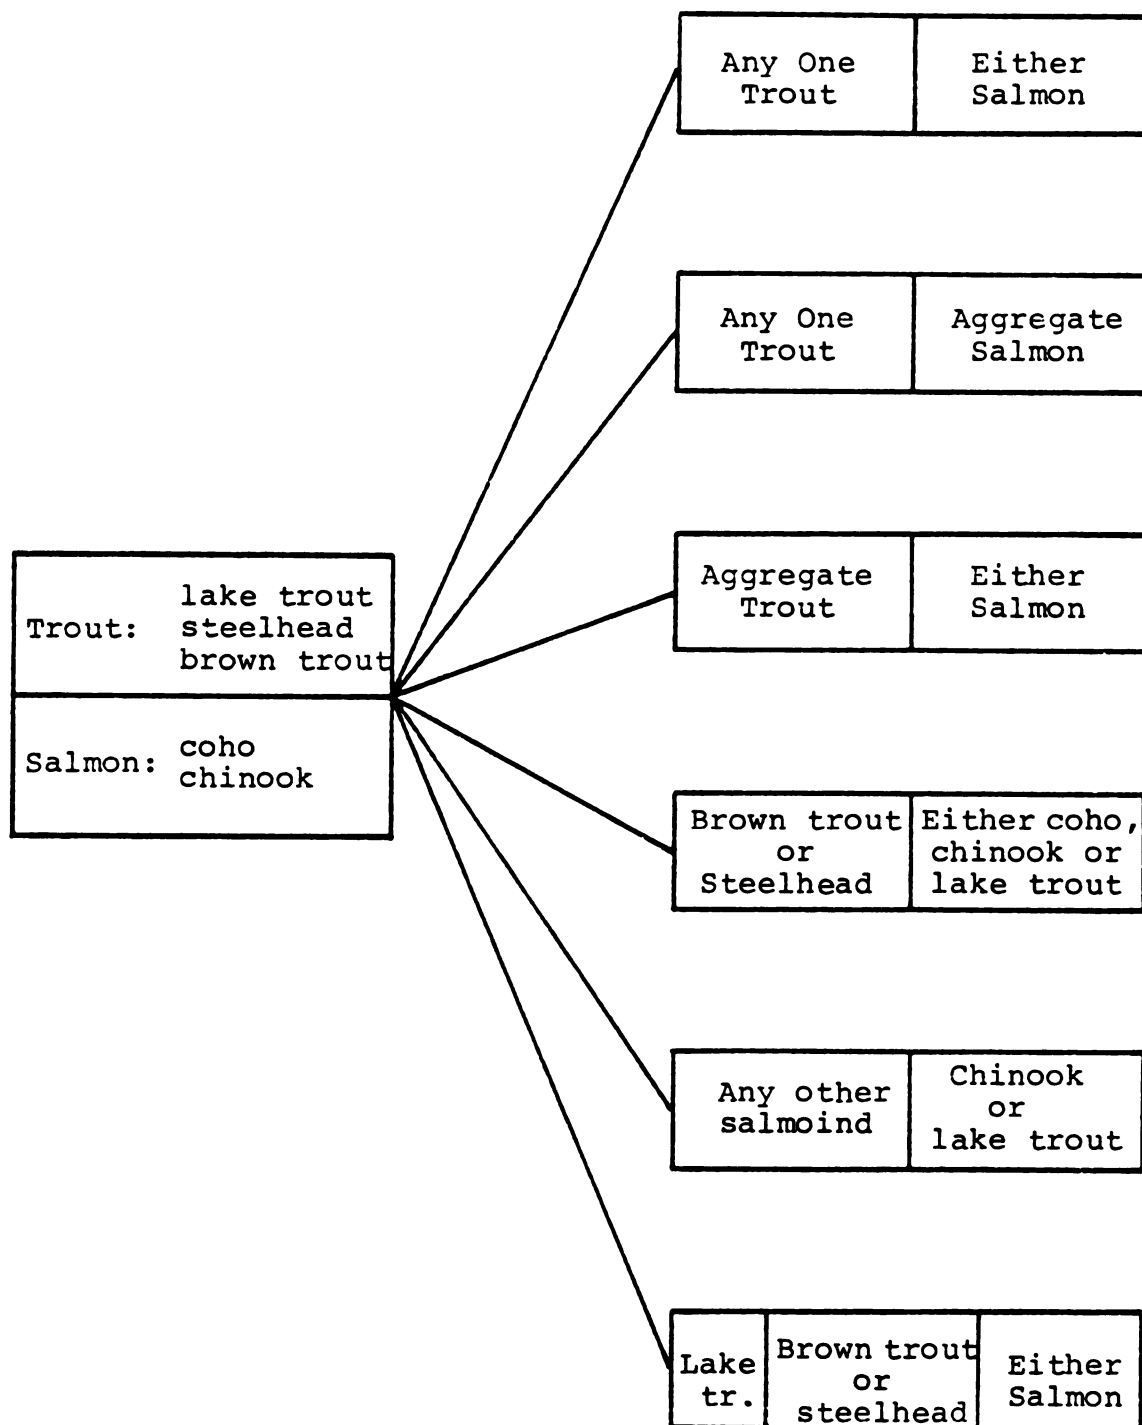 Any One
Trout
Either
Salmon
Any One
Trout
Aggregate
Salmon
Aggregate
Trout
Either
Salmon
Trout:
lake trout
steelhead
brown trout
Salmon:
coho
chinook
Brown trout
or
Steelhead
Either coho,
chinook or
lake trout
Any other
salmoind
Chinook
or
lake trout
Lake
tr.
Brown trout
or
steelhead
Either
Salmon